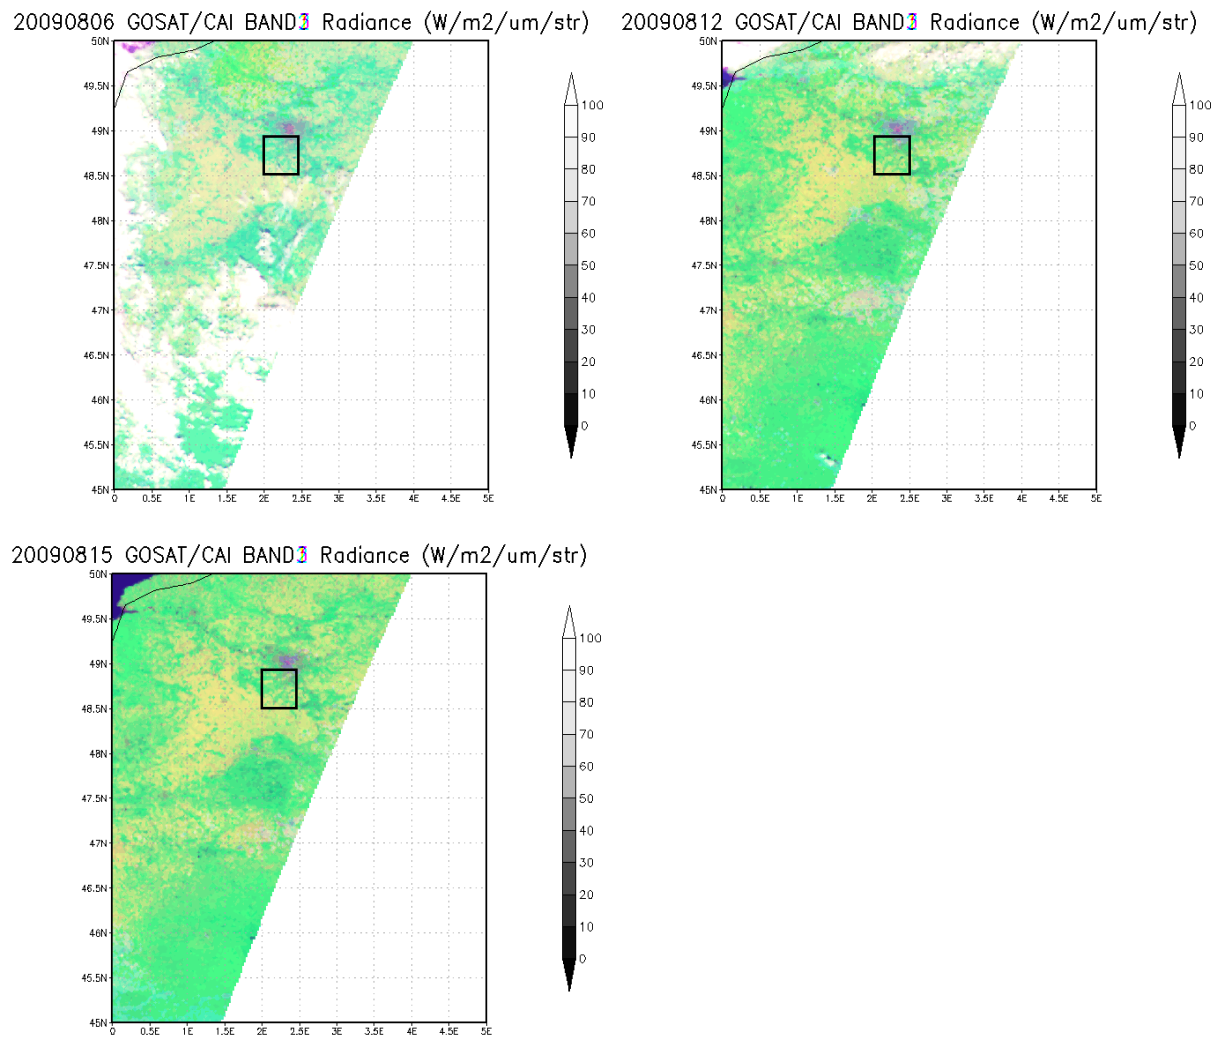 20090806 GOSAT/CAI BAND3 Radiance (W/m2/um/str)
50N
49.5N
49N
48.5N
48N
47.5N
47N
46.5N
46N
45.5N
45N
0 0.5E 1E 1.5E 2E 2.5E 3E 3.5E 4E 4.5E 5E
100
90
80
70
60
50
40
30
20
10
0
20090812 GOSAT/CAI BAND3 Radiance (W/m2/um/str)
50N
49.5N
49N
48.5N
48N
47.5N
47N
46.5N
46N
45.5N
45N
0 0.5E 1E 1.5E 2E 2.5E 3E 3.5E 4E 4.5E 5E
100
90
80
70
60
50
40
30
20
10
0
20090815 GOSAT/CAI BAND3 Radiance (W/m2/um/str)
50N
49.5N
49N
48.5N
48N
47.5N
47N
46.5N
46N
45.5N
45N
0 0.5E 1E 1.5E 2E 2.5E 3E 3.5E 4E 4.5E 5E
100
90
80
70
60
50
40
30
20
10
0